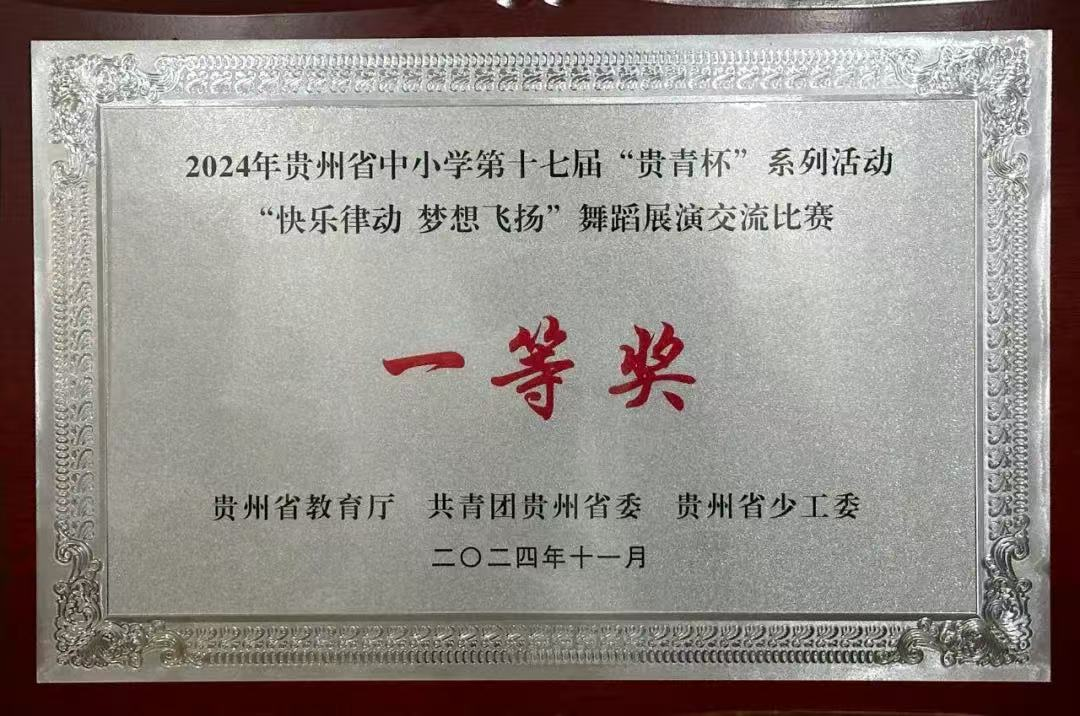 2024年贵州省中小学第十七届“贵青杯”系列活动
“快乐律动 梦想飞扬”舞蹈展演交流比赛
一等奖
贵州省教育厅 共青团贵州省委 贵州省少工委
二〇二四年十一月